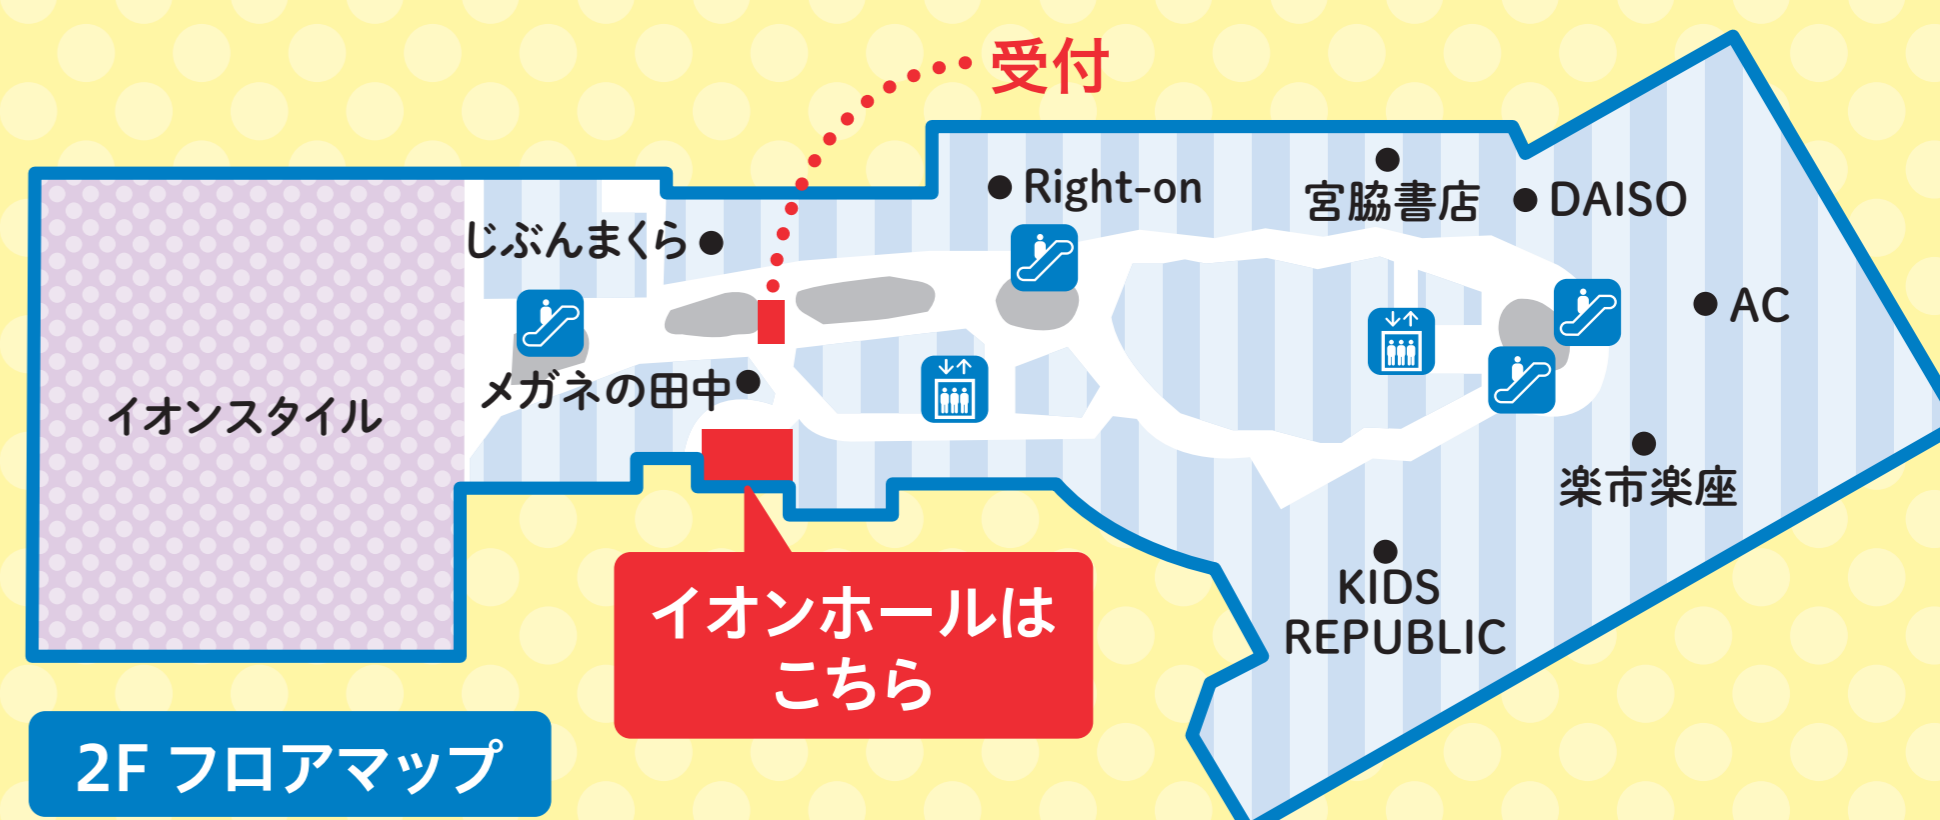 受付
Right-on
宮脇書店
DAISO
じぶんまくら
AC
メガネの田中
イオンスタイル
楽市楽座
KIDS
REPUBLIC
イオンホールは
こちら
2F フロアマップ